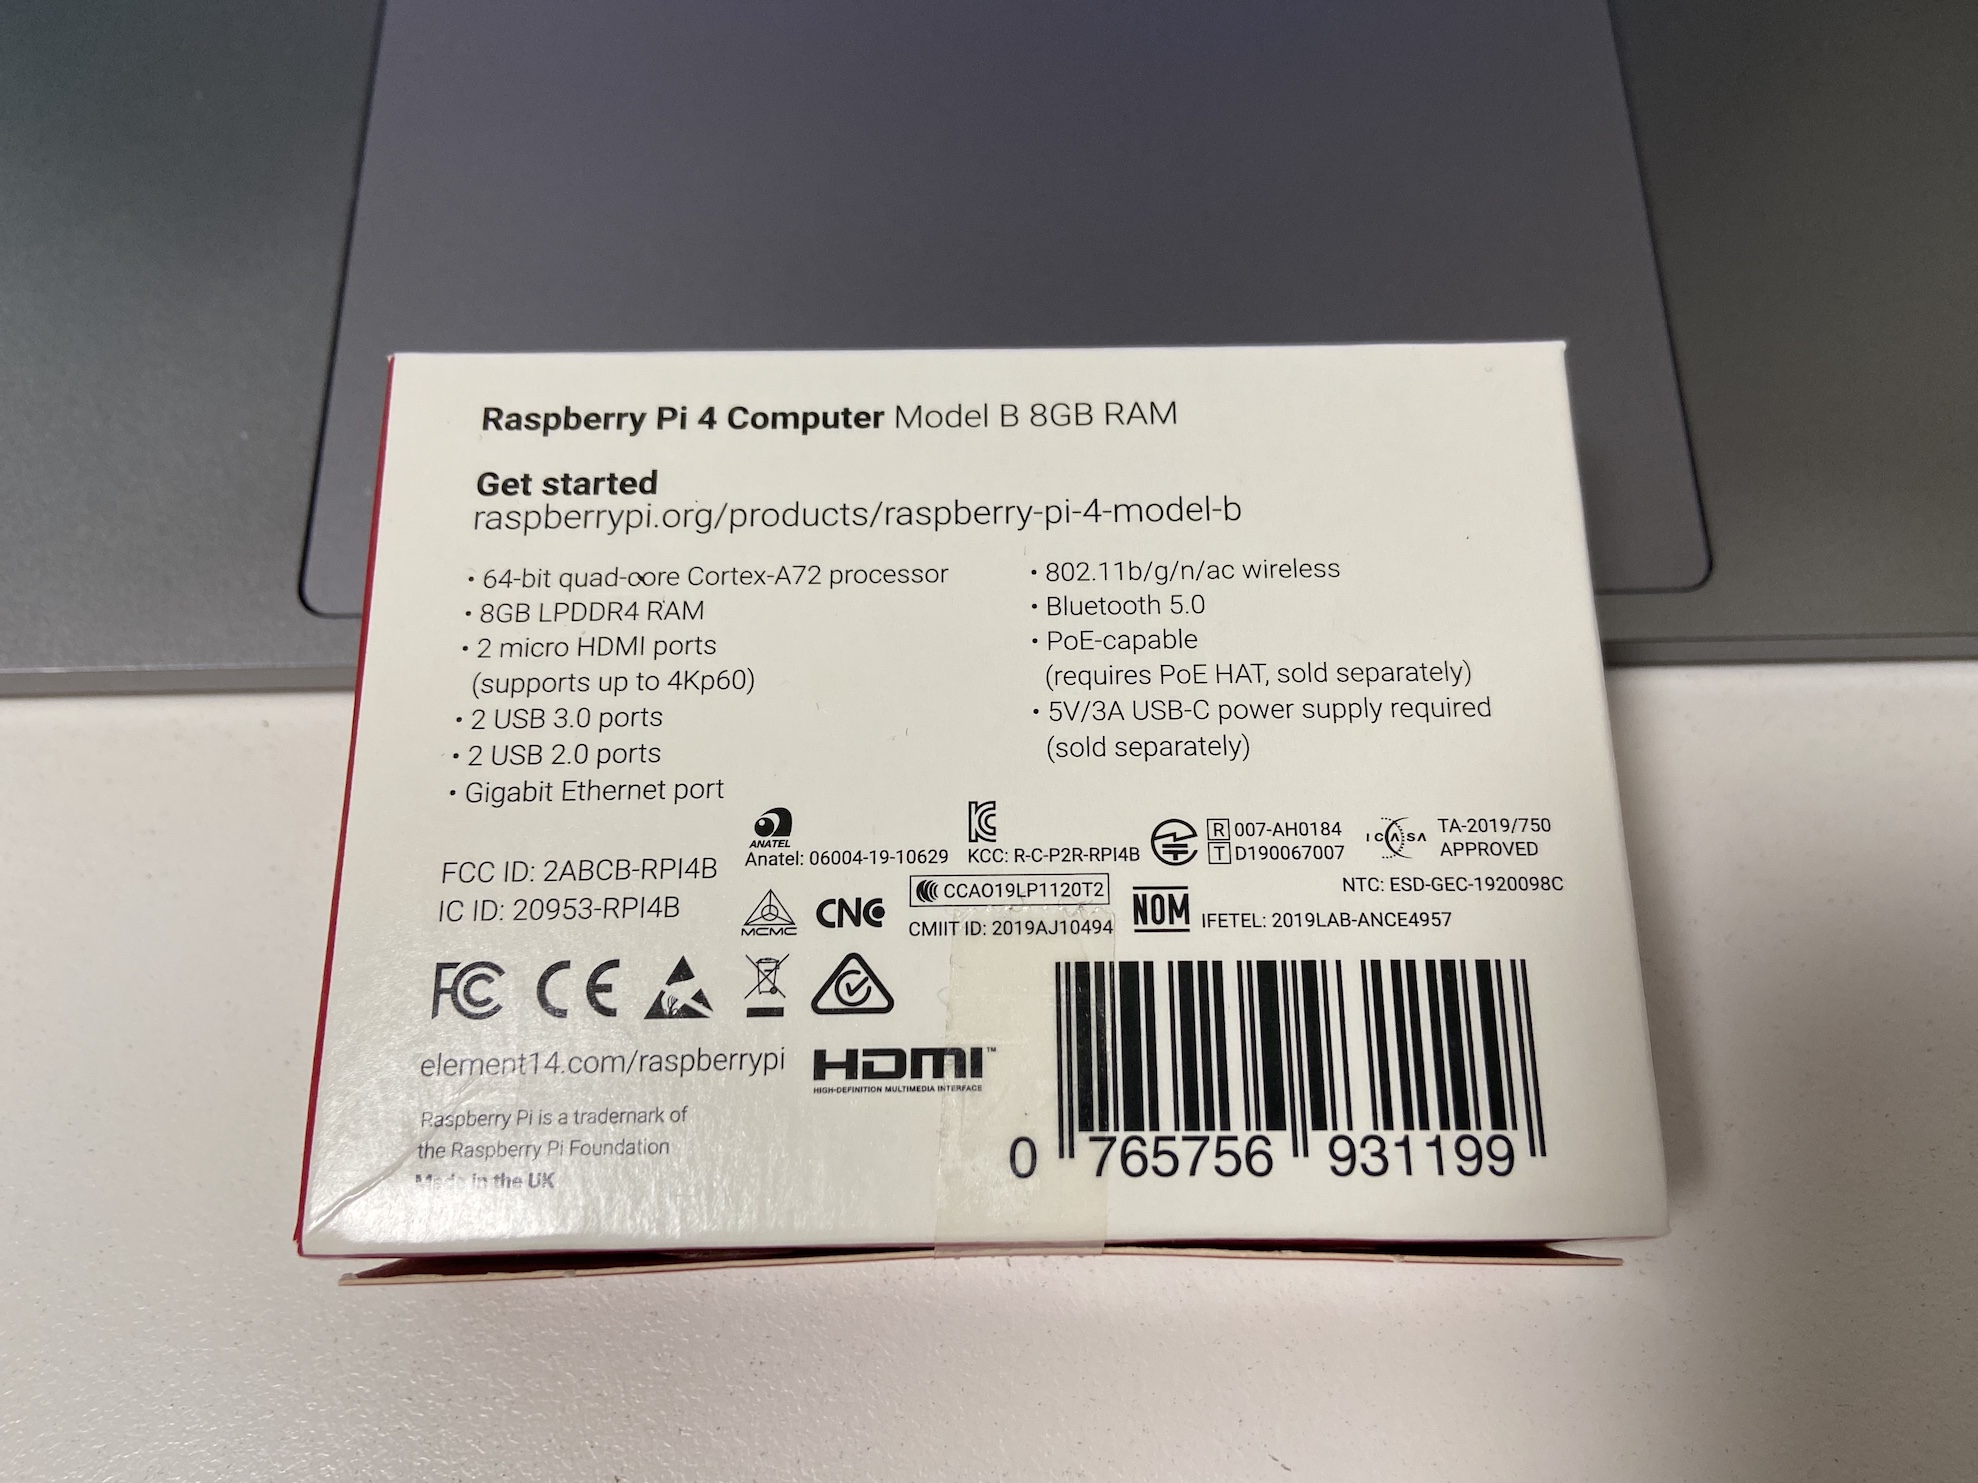 Raspberry Pi 4 Computer Model B 8GB RAM
Get started
raspberrypi.org/products/raspberry-pi-4-model-b
• 64-bit quad-core Cortex-A72 processor
• 8GB LPDDR4 RAM
• 2 micro HDMI ports
(supports up to 4Kp60)
• 2 USB 3.0 ports
• 2 USB 2.0 ports
• Gigabit Ethernet port
• 802.11b/g/n/ac wireless
• Bluetooth 5.0
• PoE-capable
(requires PoE HAT, sold separately)
• 5V/3A USB-C power supply required
(sold separately)
FCC ID: 2ABCB-RPI4B
IC ID: 20953-RPI4B
ANATEL
Anatel: 06004-19-10629
KCC: R-C-P2R-RPI4B
R 007-AH0184
T D190067007
ICASA
TA-2019/750
APPROVED
NTC: ESD-GEC-1920098C
MCMC
CNC
CCAO19LP1120T2
CMIIT ID: 2019AJ10494
NOM
IFETEL: 2019LAB-ANCE4957
FC CE
element14.com/raspberrypi
HDMI™
HIGH-DEFINITION MULTIMEDIA INTERFACE
Raspberry Pi is a tradermark of
the Raspberry Pi Foundation
Made in the UK
0 765756 931199